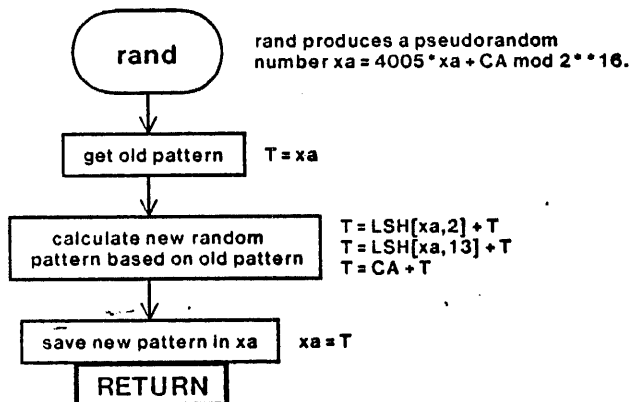 rand
rand produces a pseudorandom
number xa = 4005*xa + CA mod 2**16.
get old pattern
T = xa
calculate new random
pattern based on old pattern
T = LSH[xa,2] + T
T = LSH[xa,13] + T
T = CA + T
save new pattern in xa
xa = T
RETURN